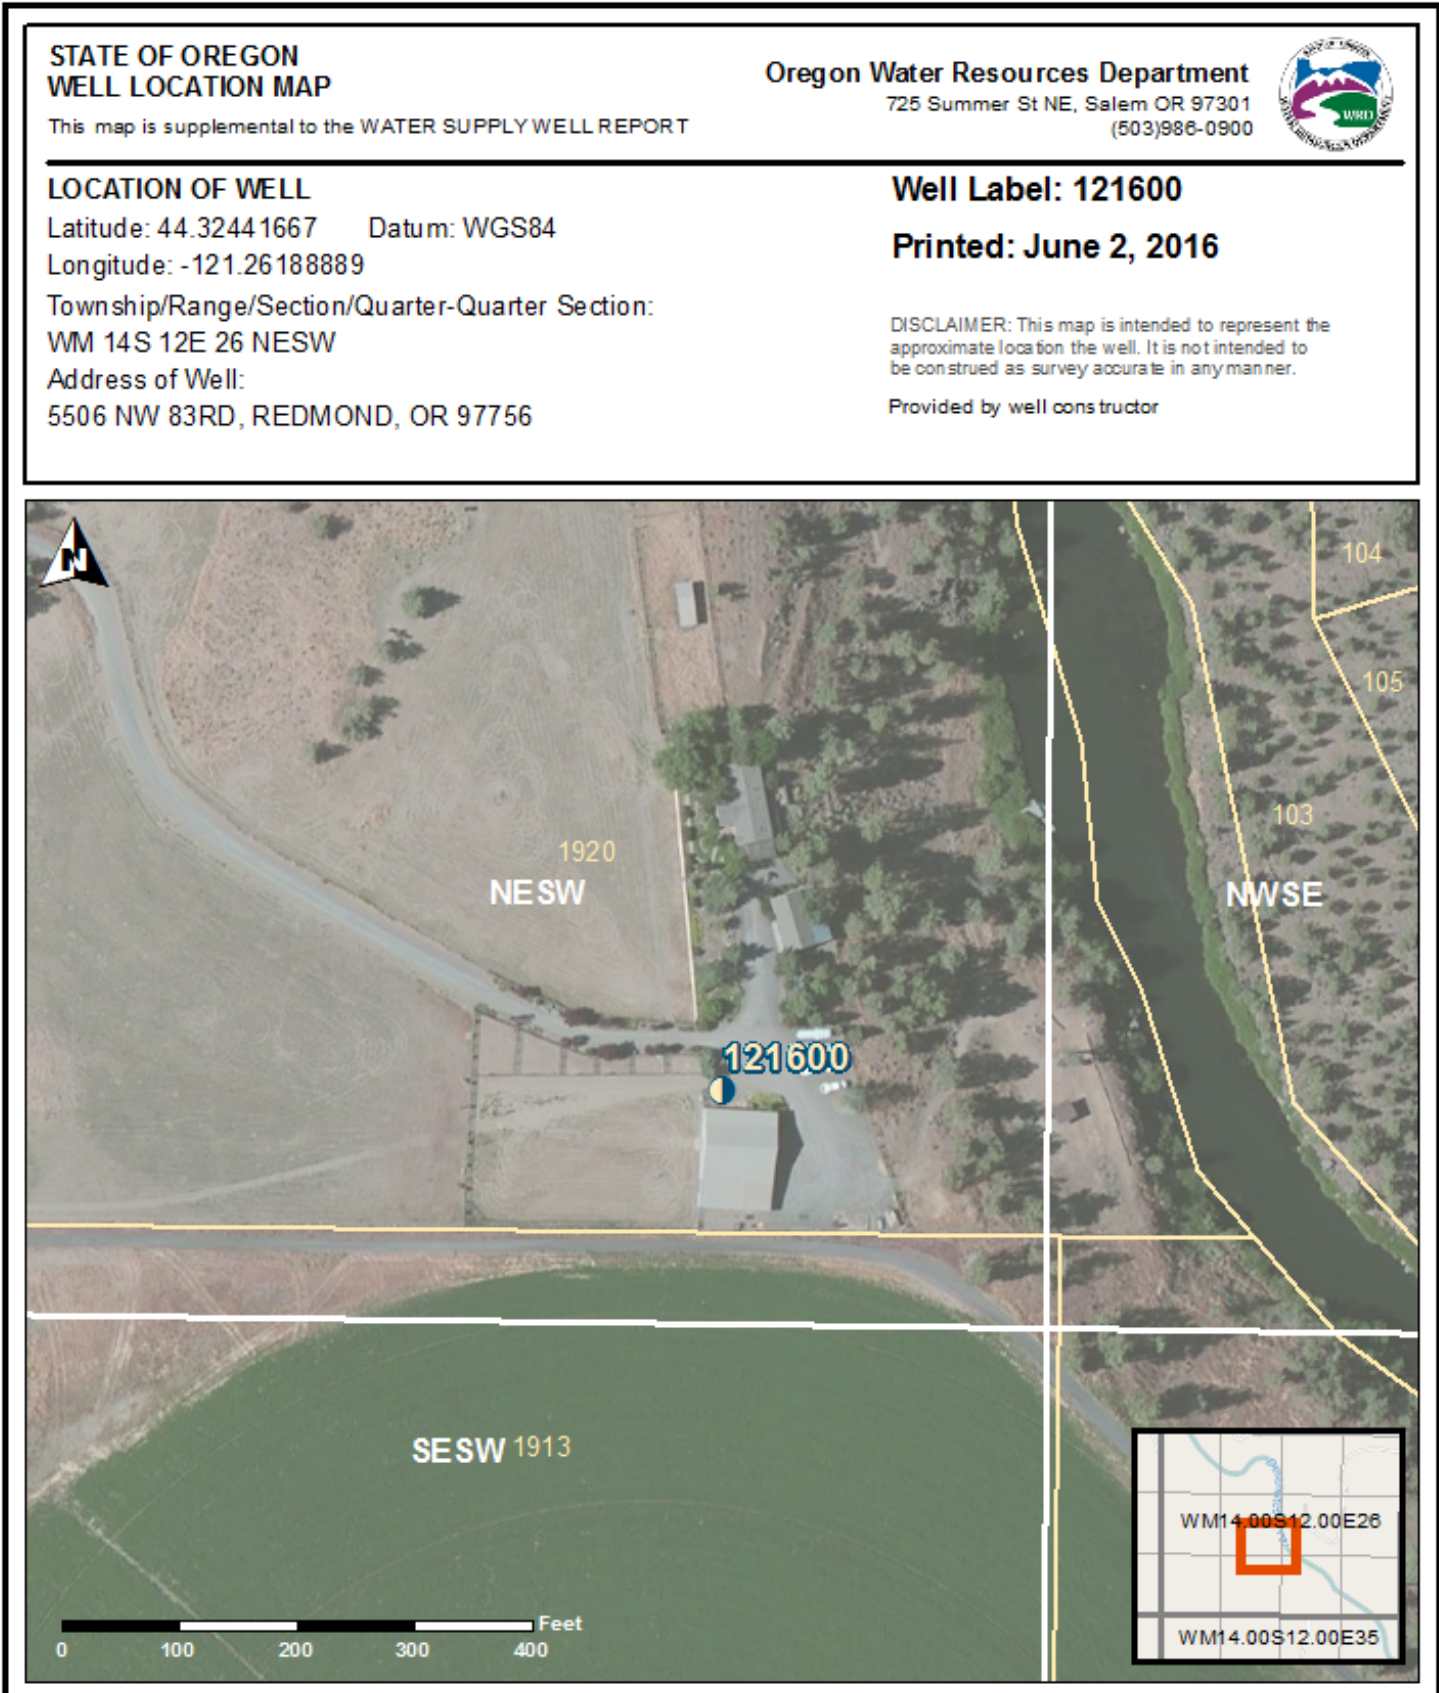 STATE OF OREGON
WELL LOCATION MAP
This map is supplemental to the WATER SUPPLY WELL REPORT
Oregon Water Resources Department
725 Summer St NE, Salem OR 97301
(503)986-0900
WRD
LOCATION OF WELL
Latitude: 44.32441667 Datum: WGS84
Longitude: -121.26188889
Township/Range/Section/Quarter-Quarter Section:
WM 14S 12E 26 NESW
Address of Well:
5506 NW 83RD, REDMOND, OR 97756
Well Label: 121600
Printed: June 2, 2016
DISCLAIMER: This map is intended to represent the
approximate location the well. It is not intended to
be construed as survey accurate in any manner.
Provided by well constructor
N
104
105
103
1920
NESW
NWSE
121600
SESW 1913
WM14.00S12.00E26
WM14.00S12.00E35
Feet
0 100 200 300 400